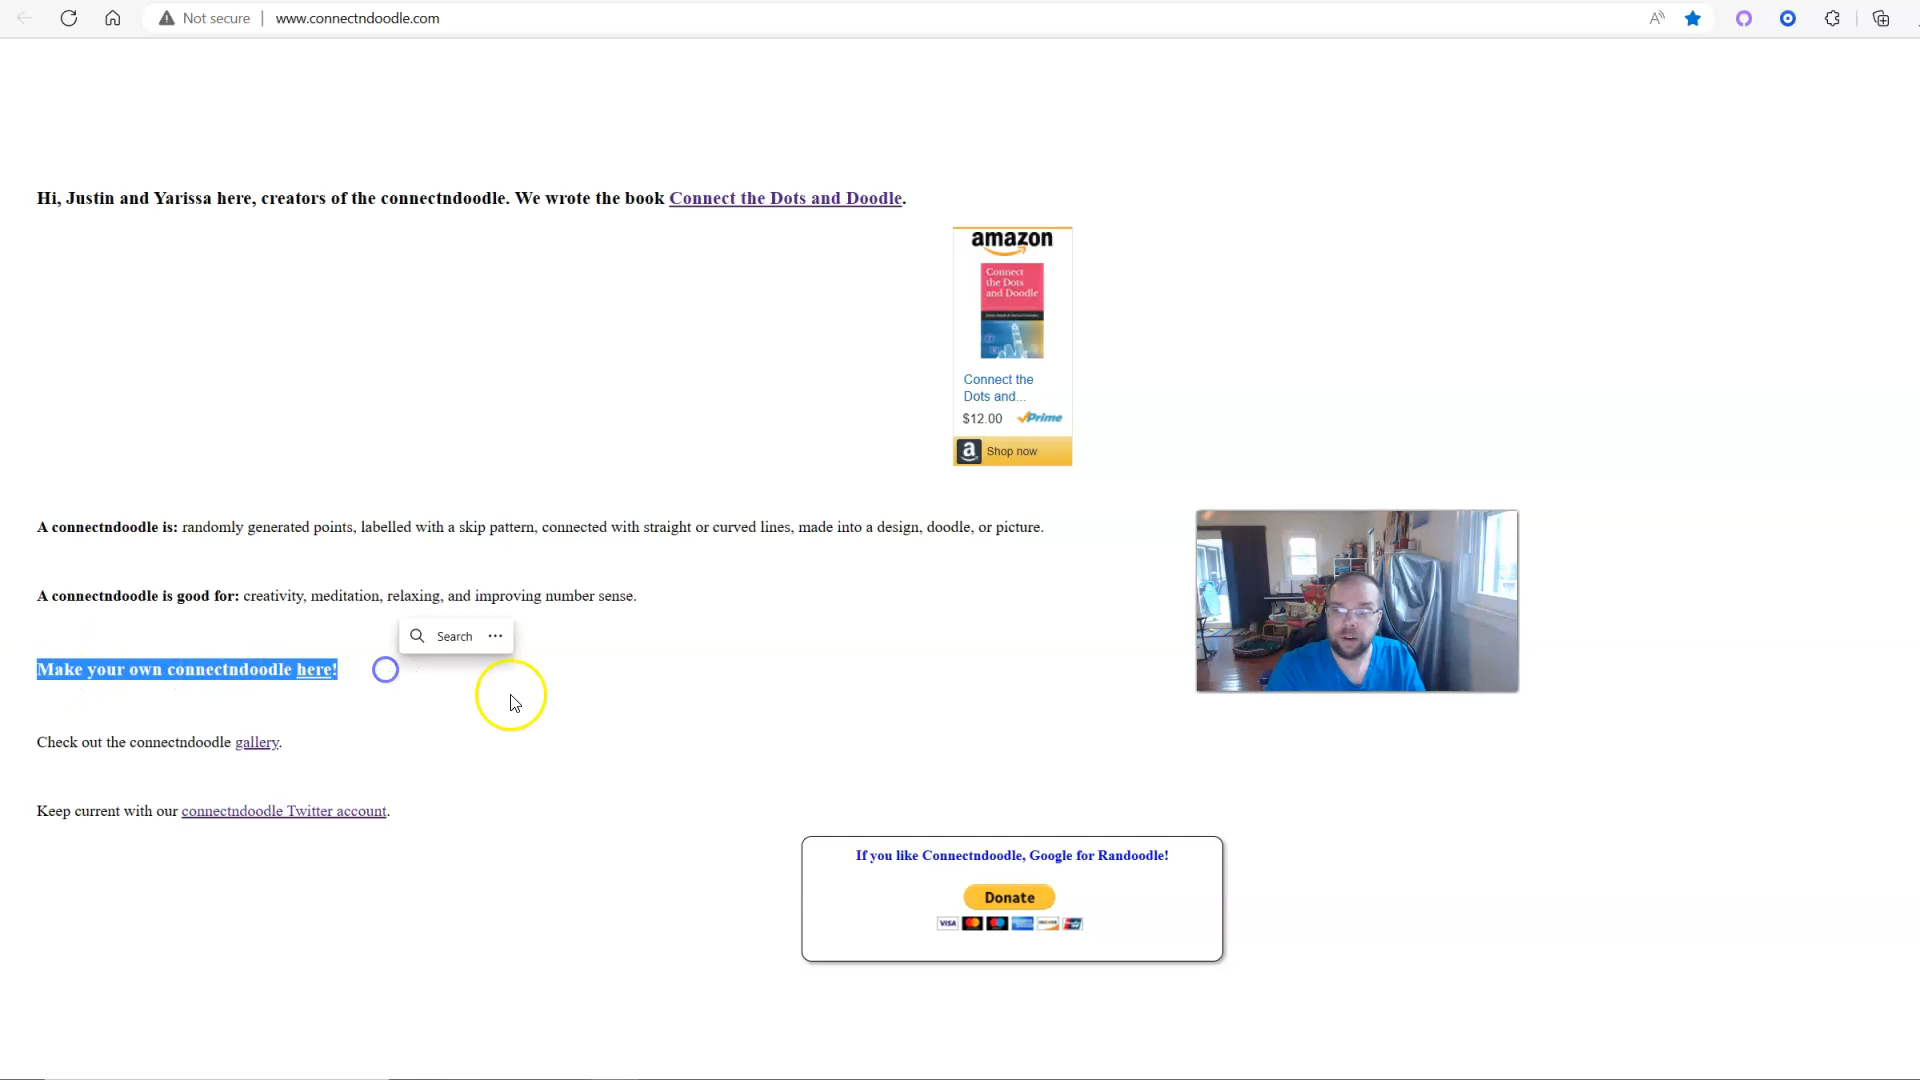 Not secure
www.connectndoodle.com
Hi, Justin and Yarissa here, creators of the connectndoodle. We wrote the book Connect the Dots and Doodle.
amazon
Connect
the Dots
and Doodle
Connect the
Dots and...
$12.00 Prime
a Shop now
A connectndoodle is: randomly generated points, labelled with a skip pattern, connected with straight or curved lines, made into a design, doodle, or picture.
A connectndoodle is good for: creativity, meditation, relaxing, and improving number sense.
Search
Make your own connectndoodle here!
Check out the connectndoodle gallery.
Keep current with our connectndoodle Twitter account.
If you like Connectndoodle, Google for Randoodle!
Donate
VISA